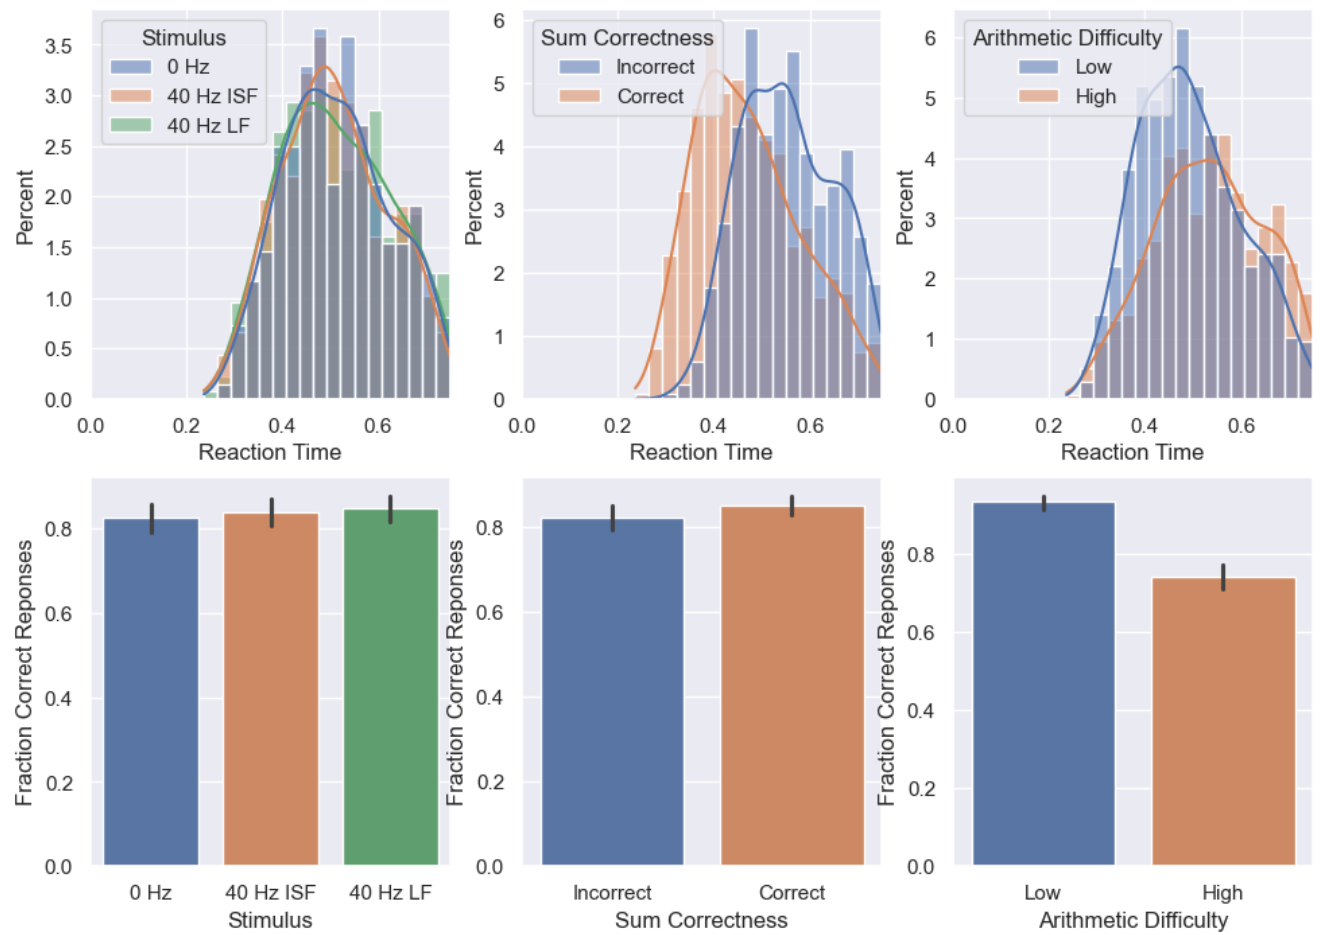 Stimulus
0 Hz
40 Hz ISF
40 Hz LF
Percent
3.5
3.0
2.5
2.0
1.5
1.0
0.5
0.0
0.0 0.2 0.4 0.6
Reaction Time
Sum Correctness
Incorrect
Correct
Percent
6
5
4
3
2
1
0
0.0 0.2 0.4 0.6
Reaction Time
Arithmetic Difficulty
Low
High
Percent
6
5
4
3
2
1
0
0.0 0.2 0.4 0.6
Reaction Time
Fraction Correct Reponses
0.8
0.6
0.4
0.2
0.0
0 Hz 40 Hz ISF 40 Hz LF
Stimulus
Fraction Correct Reponses
0.8
0.6
0.4
0.2
0.0
Incorrect Correct
Sum Correctness
Fraction Correct Reponses
0.8
0.6
0.4
0.2
0.0
Low High
Arithmetic Difficulty